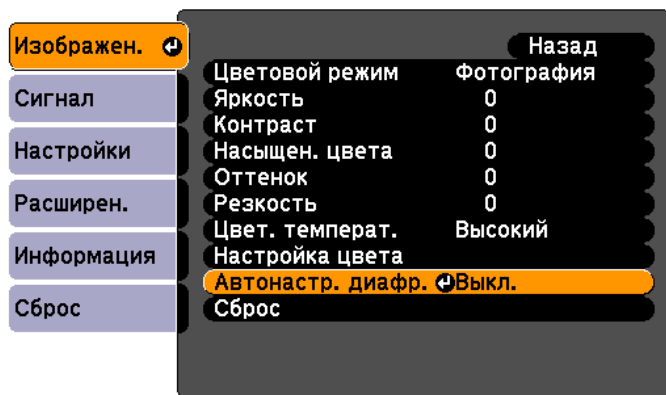 Изображен.
Сигнал
Настройки
Расширен.
Информация
Сброс
Назад
Цветовой режим Фотография
Яркость 0
Контраст 0
Насыщен. цвета 0
Оттенок 0
Резкость 0
Цвет. температ. Высокий
Настройка цвета
Автонастр. диафр. Выкл.
Сброс